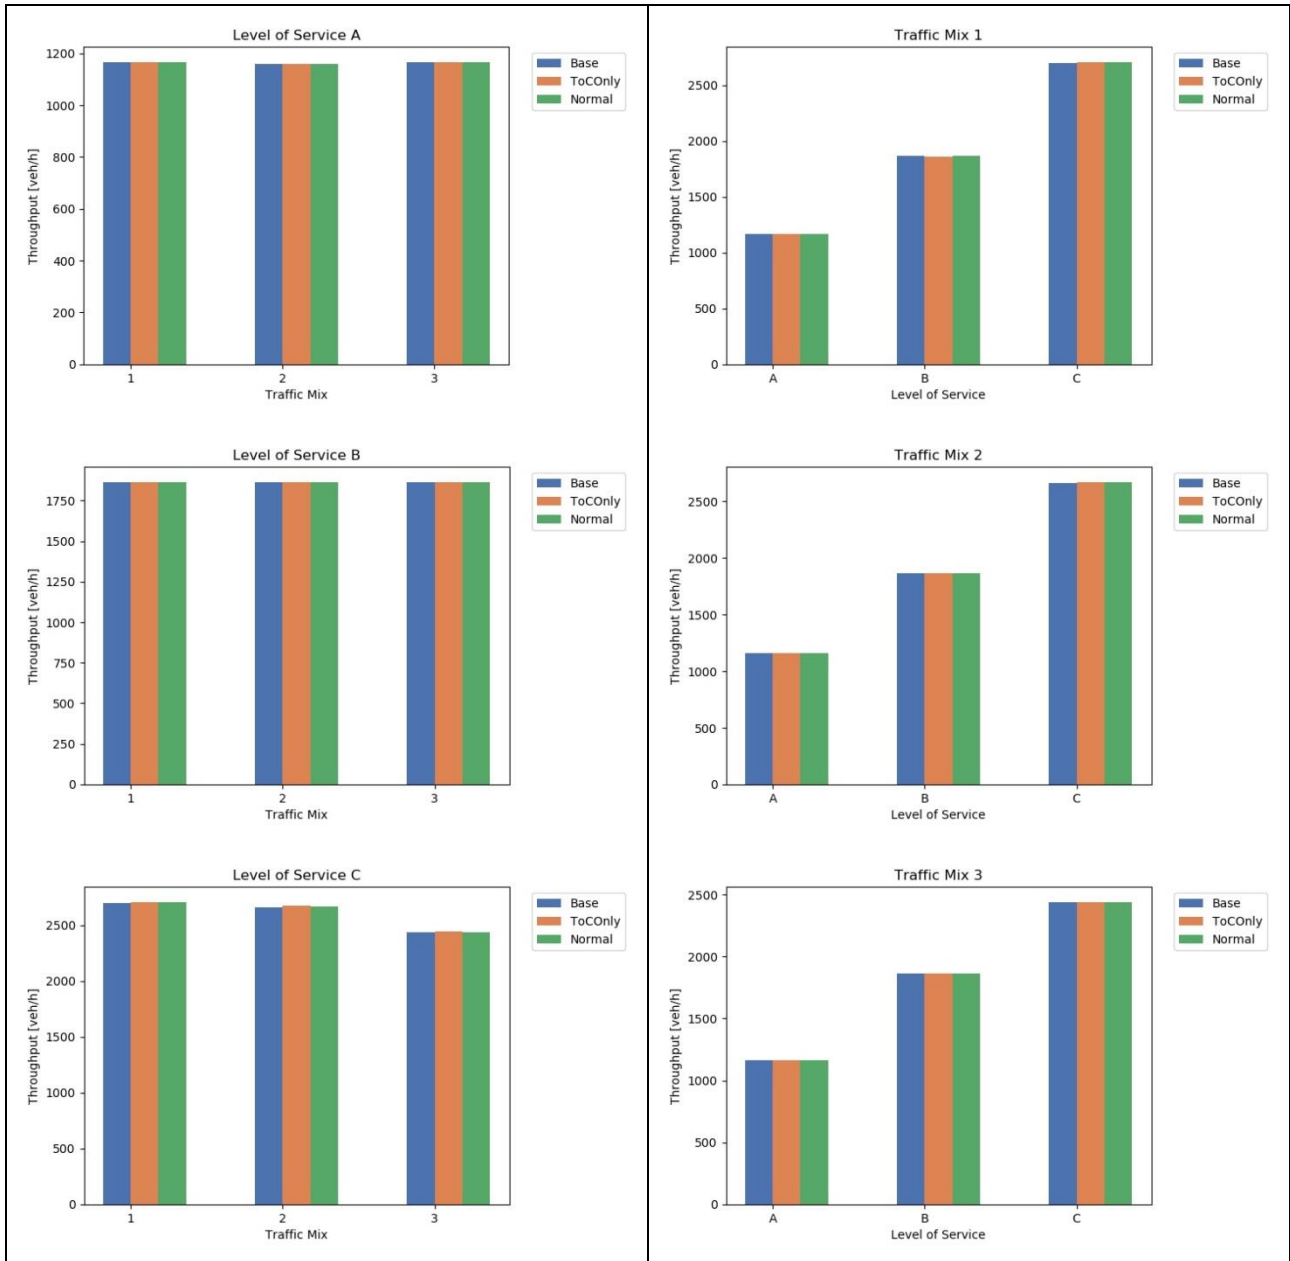 Level of Service A
1200
1000
800
600
400
200
0
Throughput [veh/h]
1 2 3
Traffic Mix
Base
ToCOnly
Normal
Traffic Mix 1
2500
2000
1500
1000
500
0
Throughput [veh/h]
A B C
Level of Service
Base
ToCOnly
Normal
Level of Service B
1750
1500
1250
1000
750
500
250
0
Throughput [veh/h]
1 2 3
Traffic Mix
Base
ToCOnly
Normal
Traffic Mix 2
2500
2000
1500
1000
500
0
Throughput [veh/h]
A B C
Level of Service
Base
ToCOnly
Normal
Level of Service C
2500
2000
1500
1000
500
0
Throughput [veh/h]
1 2 3
Traffic Mix
Base
ToCOnly
Normal
Traffic Mix 3
2500
2000
1500
1000
500
0
Throughput [veh/h]
A B C
Level of Service
Base
ToCOnly
Normal